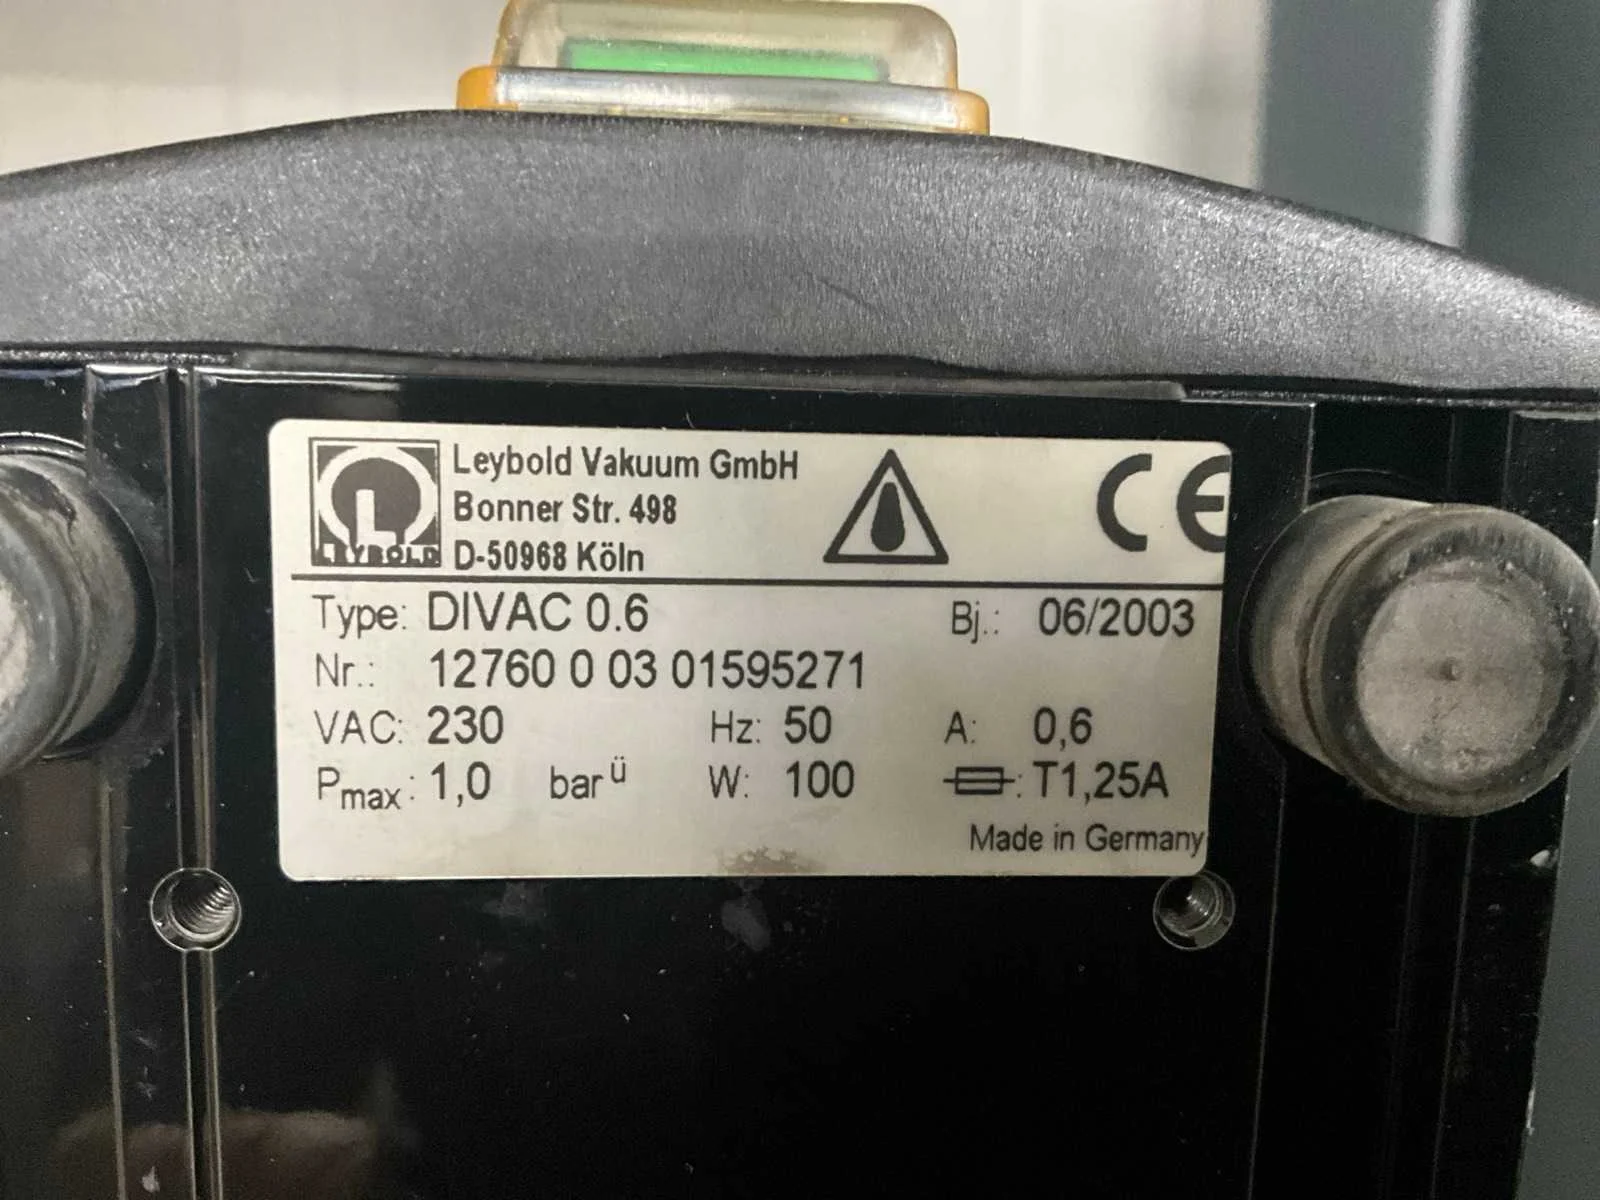 Leybold Vakuum GmbH
Bonner Str. 498
D-50968 Köln
LEYBOLD
CE
Type: DIVAC 0.6 Bj.: 06/2003
Nr.: 12760 0 03 01595271
VAC: 230 Hz: 50 A: 0,6
Pmax: 1,0 bar ü W: 100 : T1,25A
Made in Germany